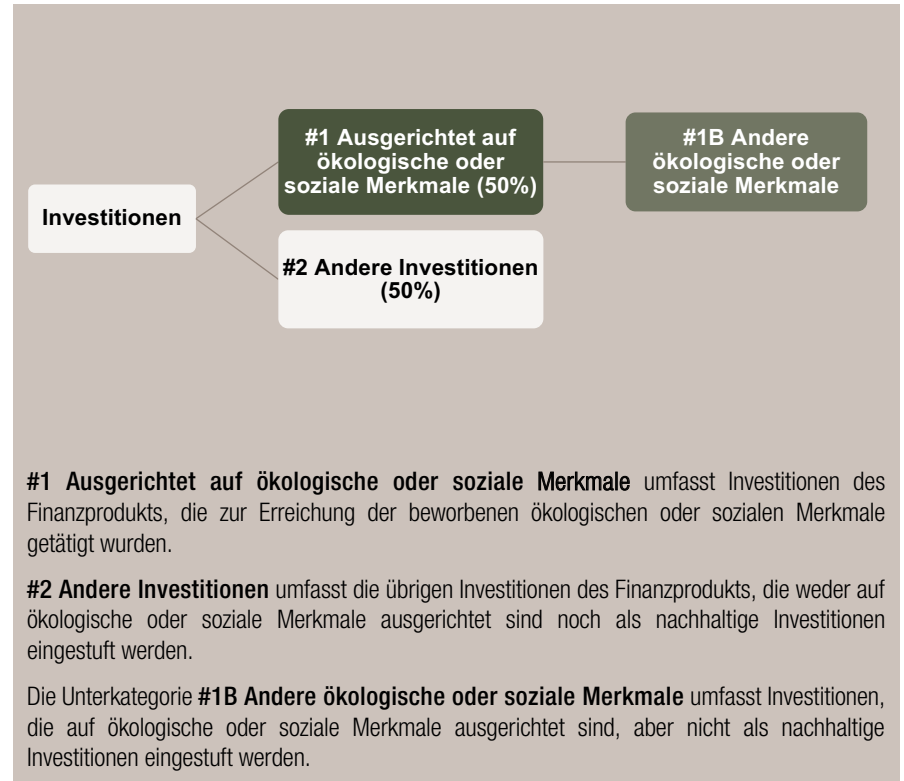 #1 Ausgerichtet auf
ökologische oder
soziale Merkmale (50%)
#1B Andere
ökologische oder
soziale Merkmale
Investitionen
#2 Andere Investitionen
(50%)
#1 Ausgerichtet auf ökologische oder soziale Merkmale umfasst Investitionen des
Finanzprodukts, die zur Erreichung der beworbenen ökologischen oder sozialen Merkmale
getätigt wurden.
#2 Andere Investitionen umfasst die übrigen Investitionen des Finanzprodukts, die weder auf
ökologische oder soziale Merkmale ausgerichtet sind noch als nachhaltige Investitionen
eingestuft werden.
Die Unterkategorie #1B Andere ökologische oder soziale Merkmale umfasst Investitionen,
die auf ökologische oder soziale Merkmale ausgerichtet sind, aber nicht als nachhaltige
Investitionen eingestuft werden.